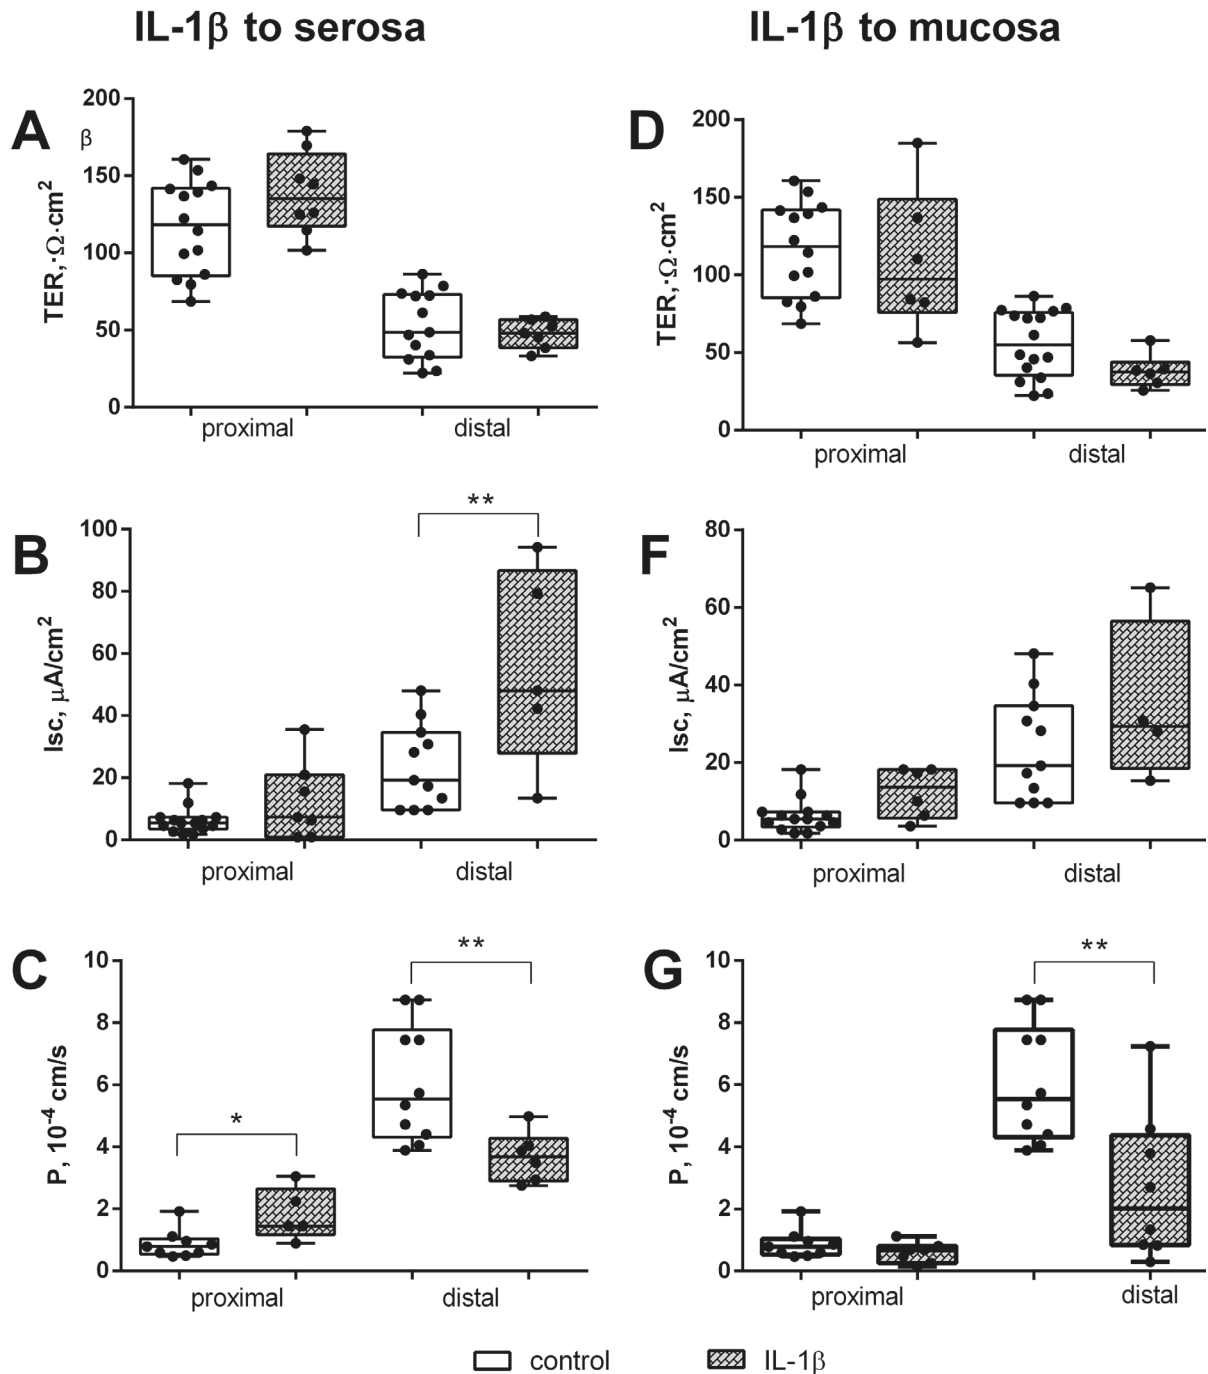 IL-1β to serosa
IL-1β to mucosa
A
β
TER,·Ω·cm²
200
150
100
50
0
proximal
distal
D
TER,·Ω·cm²
200
150
100
50
0
proximal
distal
B
Isc, µA/cm²
100
80
60
40
20
0
**
proximal
distal
F
Isc, µA/cm²
80
60
40
20
0
proximal
distal
C
P, 10⁻⁴ cm/s
10
8
6
4
2
0
*
**
proximal
distal
G
P, 10⁻⁴ cm/s
10
8
6
4
2
0
**
proximal
distal
control
IL-1β